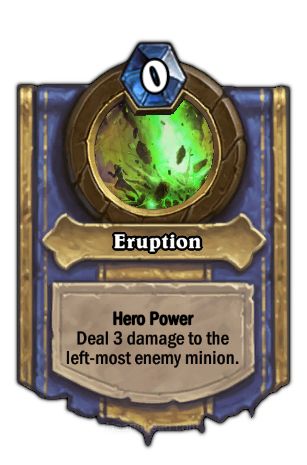 0
Eruption
Hero Power
Deal 3 damage to the
left-most enemy minion.